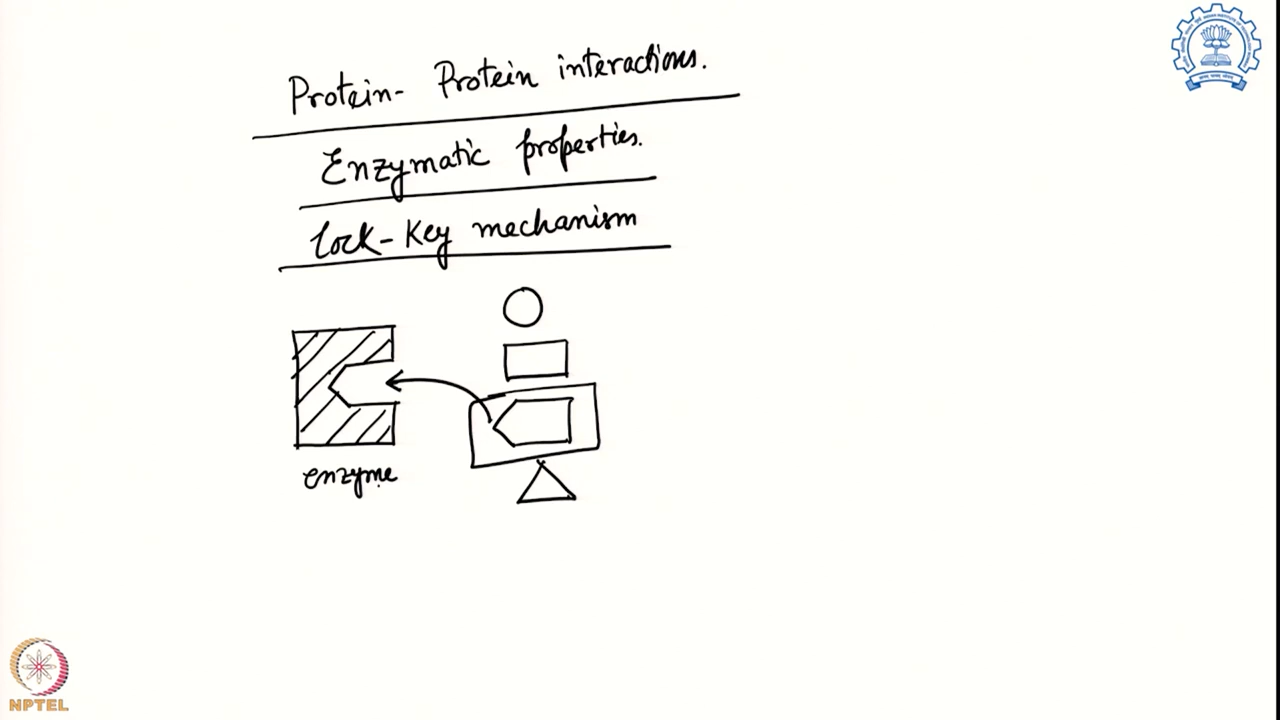 Protein- Protein interactions.
Enzymatic properties.
lock-Key mechanism
enzyme
NPTEL